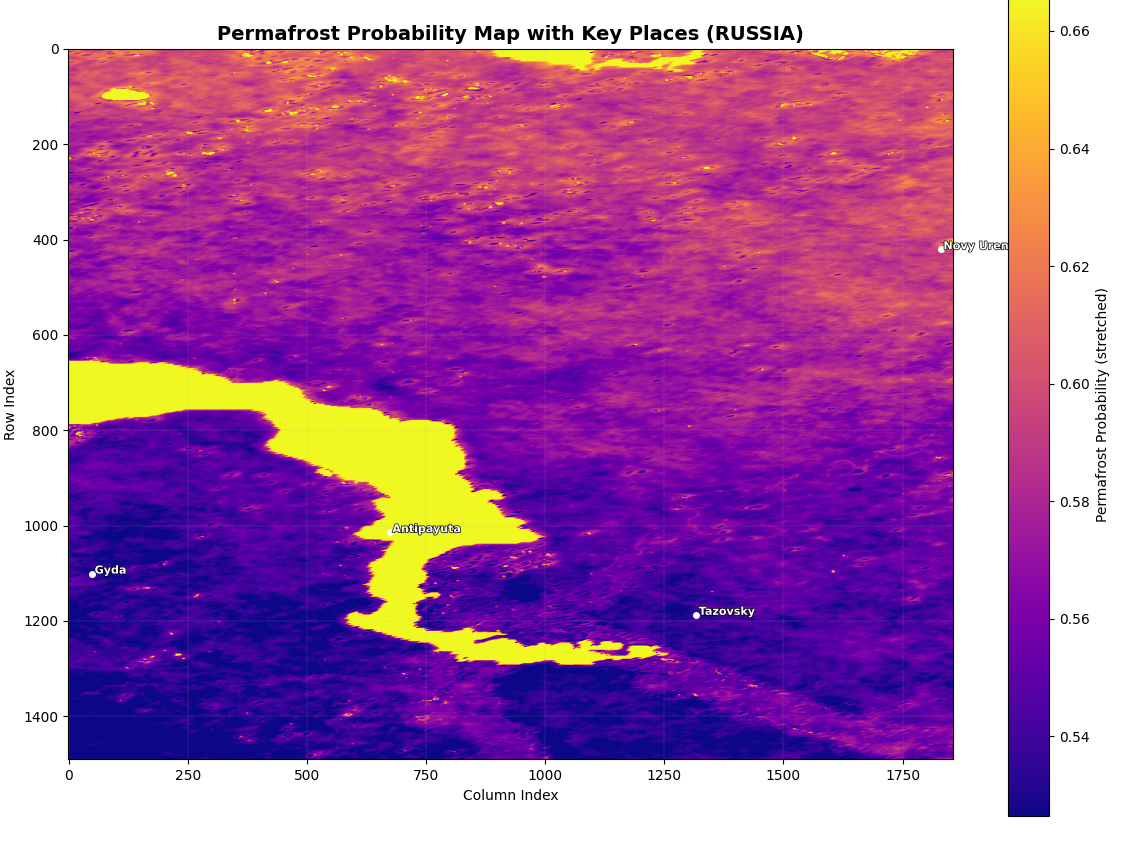 Permafrost Probability Map with Key Places (RUSSIA)
0
200
400
600
800
1000
1200
1400
Row Index
0
250
500
750
1000
1250
1500
1750
Column Index
Novy Uren
Antipayuta
Gyda
Tazovsky
0.66
0.64
0.62
0.60
0.58
0.56
0.54
Permafrost Probability (stretched)